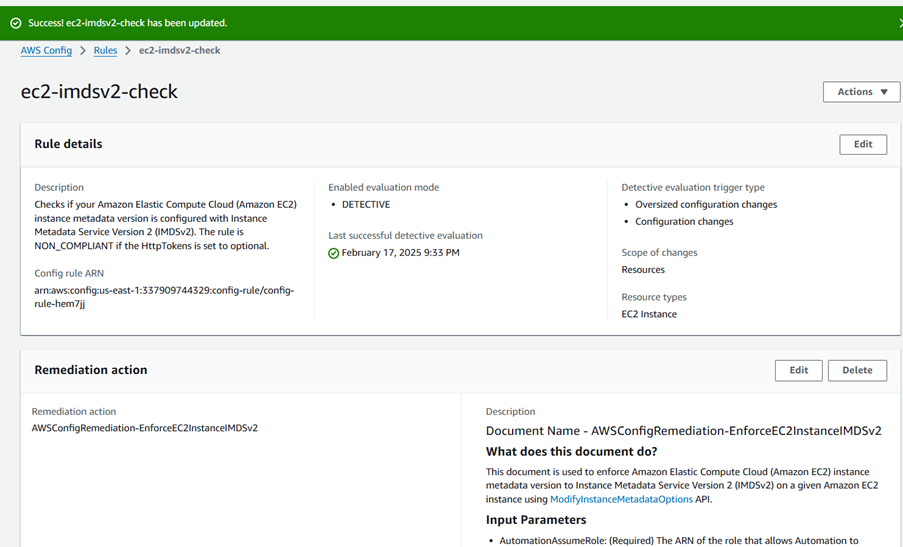 Success! ec2-imdsv2-check has been updated.
AWS Config > Rules > ec2-imdsv2-check
ec2-imdsv2-check
Actions
Rule details
Edit
Description
Checks if your Amazon Elastic Compute Cloud (Amazon EC2)
instance metadata version is configured with Instance
Metadata Service Version 2 (IMDSv2). The rule is
NON_COMPLIANT if the HttpTokens is set to optional.
Config rule ARN
arn:aws:config:us-east-1:337909744329:config-rule/config-
rule-hem7jj
Enabled evaluation mode
• DETECTIVE
Last successful detective evaluation
February 17, 2025 9:33 PM
Detective evaluation trigger type
• Oversized configuration changes
• Configuration changes
Scope of changes
Resources
Resource types
EC2 Instance
Remediation action
Edit
Delete
Remediation action
AWSConfigRemediation-EnforceEC2InstanceIMDSv2
Description
Document Name - AWSConfigRemediation-EnforceEC2InstanceIMDSv2
What does this document do?
This document is used to enforce Amazon Elastic Compute Cloud (Amazon EC2) instance
metadata version to Instance Metadata Service Version 2 (IMDSv2) on a given Amazon EC2
instance using ModifyInstanceMetadataOptions API.
Input Parameters
• AutomationAssumeRole: (Required) The ARN of the role that allows Automation to